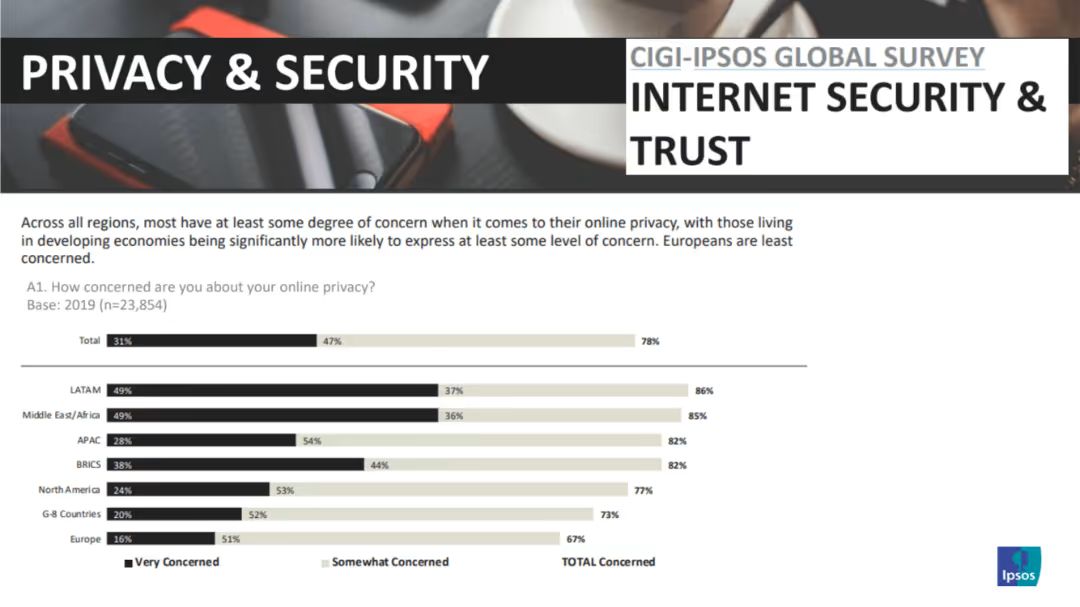 PRIVACY & SECURITY
CIGI-IPSOS GLOBAL SURVEY
INTERNET SECURITY &
TRUST
Across all regions, most have at least some degree of concern when it comes to their online privacy, with those living
in developing economies being significantly more likely to express at least some level of concern. Europeans are least
concerned.
A1. How concerned are you about your online privacy?
Base: 2019 (n=23,854)
Total 31% 47% 78%
LATAM 49% 37% 86%
Middle East/Africa 49% 36% 85%
APAC 28% 54% 82%
BRICS 38% 44% 82%
North America 24% 53% 77%
G-8 Countries 20% 52% 73%
Europe 16% 51% 67%
Very Concerned Somewhat Concerned TOTAL Concerned
Ipsos